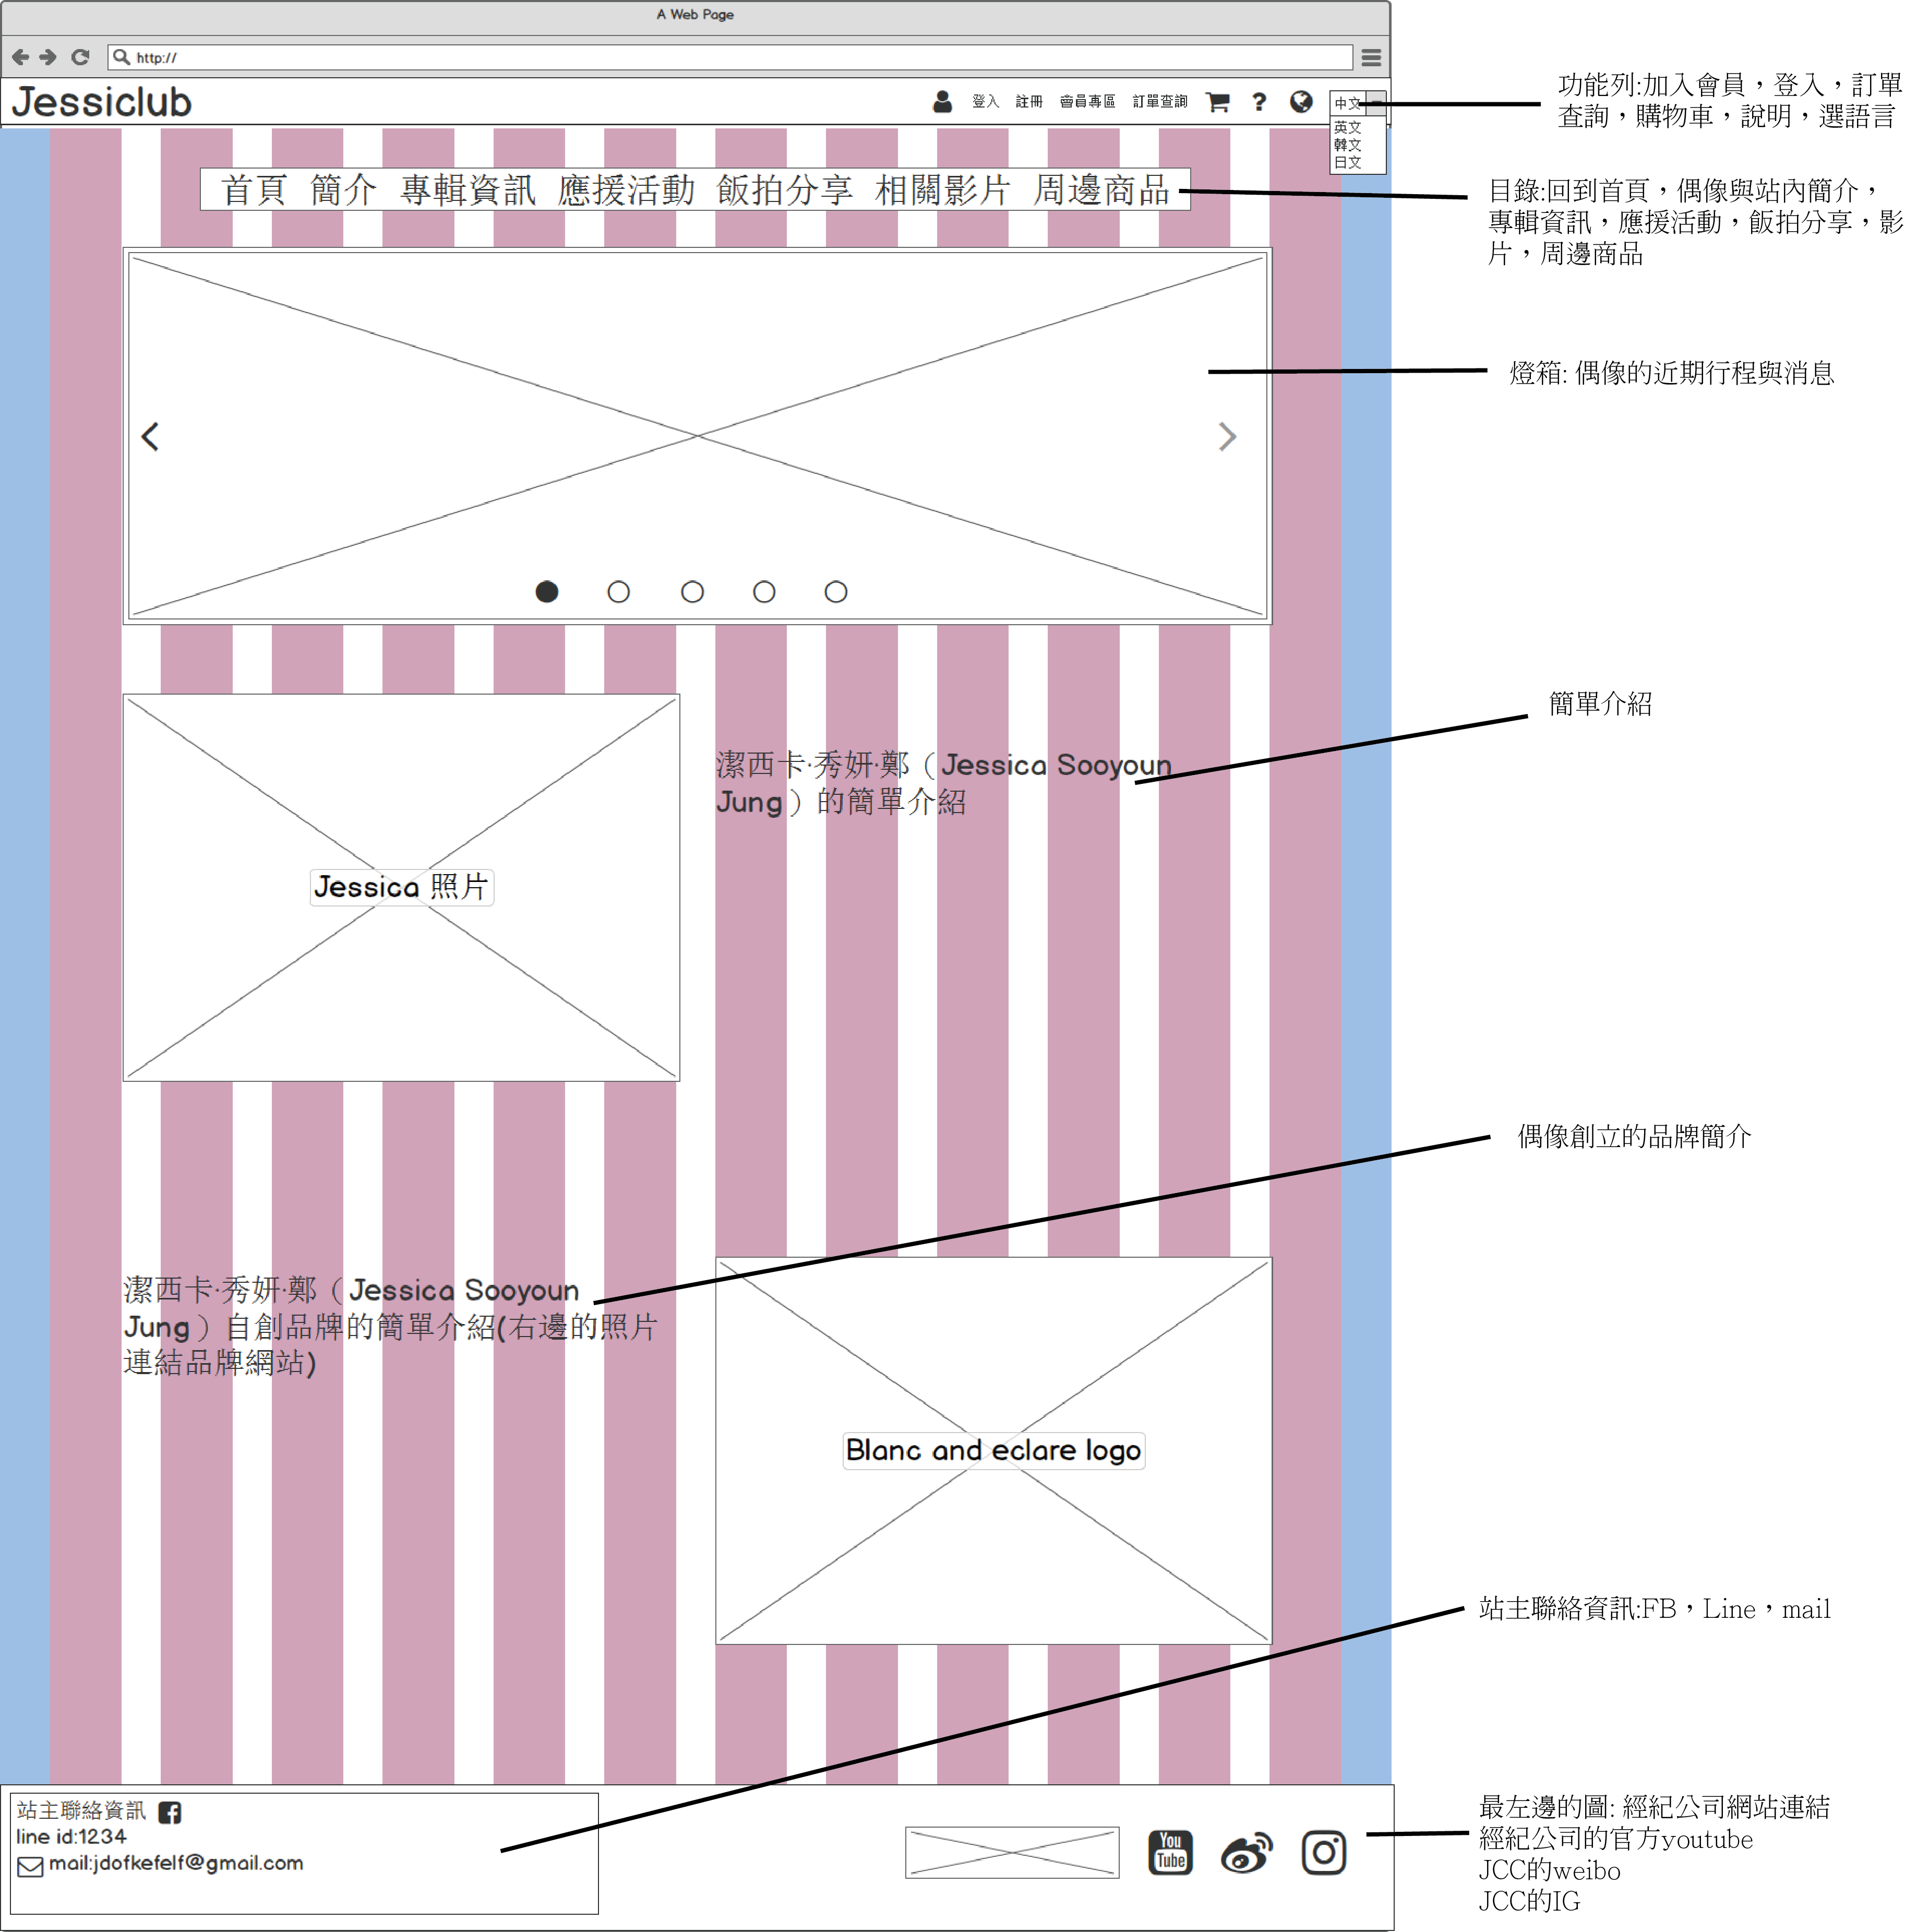 A Web Page
http://
Jessiclub
登入 註冊 會員專區 訂單查詢 ? 中文
英文
韓文
日文
功能列:加入會員，登入，訂單
查詢，購物車，說明，選語言
首頁 簡介 專輯資訊 應援活動 飯拍分享 相關影片 周邊商品
目錄:回到首頁，偶像與站內簡介，
專輯資訊，應援活動，飯拍分享，影
片，周邊商品
燈箱: 偶像的近期行程與消息
簡單介紹
潔西卡·秀妍·鄭（Jessica Sooyoun
Jung）的簡單介紹
Jessica 照片
偶像創立的品牌簡介
潔西卡·秀妍·鄭（Jessica Sooyoun
Jung）自創品牌的簡單介紹(右邊的照片
連結品牌網站)
Blanc and eclare logo
站主聯絡資訊:FB，Line，mail
站主聯絡資訊
line id:1234
mail:jdofkefelf@gmail.com
You
Tube
最左邊的圖: 經紀公司網站連結
經紀公司的官方youtube
JCC的weibo
JCC的IG